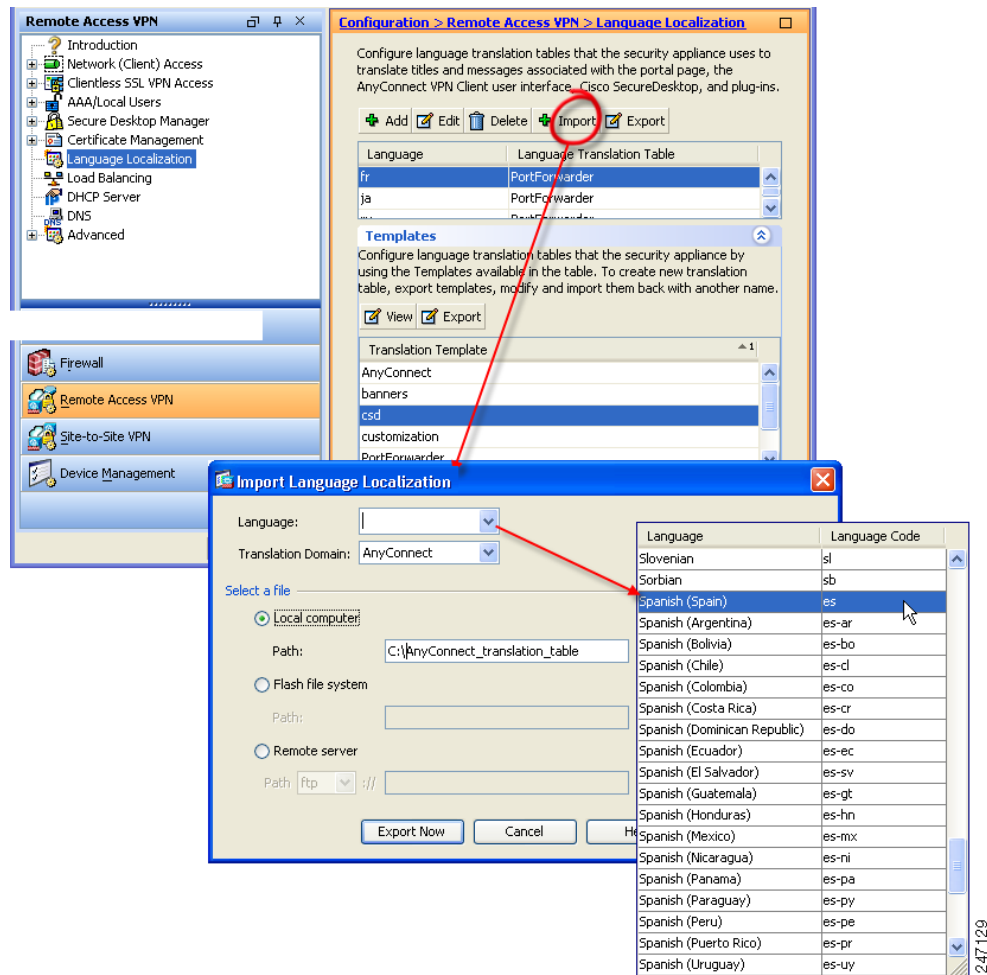 Remote Access VPN
Introduction
Network (Client) Access
Clientless SSL VPN Access
AAA/Local Users
Secure Desktop Manager
Certificate Management
Language Localization
Load Balancing
DHCP Server
DNS
DNS
Advanced
Firewall
Remote Access VPN
Site-to-Site VPN
Device Management
Configuration > Remote Access VPN > Language Localization
Configure language translation tables that the security appliance uses to
translate titles and messages associated with the portal page, the
AnyConnect VPN Client user interface, Cisco SecureDesktop, and plug-ins.
Add Edit Delete Import Export
Language Language Translation Table
fr PortForwarder
ja PortForwarder
PortForwarder
Templates
Configure language translation tables that the security appliance by
using the Templates available in the table. To create new translation
table, export templates, modify and import them back with another name.
View Export
Translation Template 1
AnyConnect
banners
csd
customization
PortForwarder
Import Language Localization
Language:
Translation Domain: AnyConnect
Select a file
Local computer
Path: C:\AnyConnect_translation_table
Flash file system
Path:
Remote server
Path ftp ://
Export Now Cancel He
Language Language Code
Slovenian sl
Sorbian sb
Spanish (Spain) es
Spanish (Argentina) es-ar
Spanish (Bolivia) es-bo
Spanish (Chile) es-cl
Spanish (Colombia) es-co
Spanish (Costa Rica) es-cr
Spanish (Dominican Republic) es-do
Spanish (Ecuador) es-ec
Spanish (El Salvador) es-sv
Spanish (Guatemala) es-gt
Spanish (Honduras) es-hn
Spanish (Mexico) es-mx
Spanish (Nicaragua) es-ni
Spanish (Panama) es-pa
Spanish (Paraguay) es-py
Spanish (Peru) es-pe
Spanish (Puerto Rico) es-pr
Spanish (Uruguay) es-uy
247129